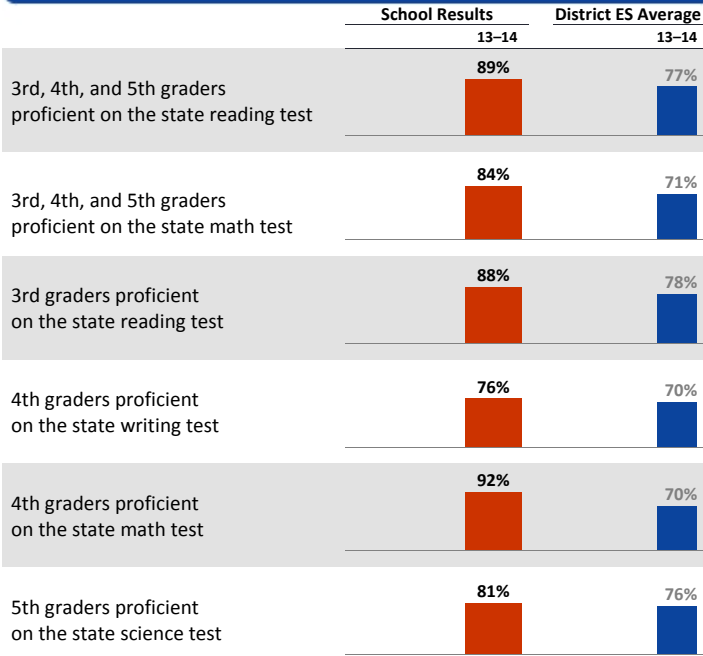 School Results District ES Average
13–14 13–14
89% 77%
3rd, 4th, and 5th graders
proficient on the state reading test
84% 71%
3rd, 4th, and 5th graders
proficient on the state math test
88% 78%
3rd graders proficient
on the state reading test
76% 70%
4th graders proficient
on the state writing test
92% 70%
4th graders proficient
on the state math test
81% 76%
5th graders proficient
on the state science test